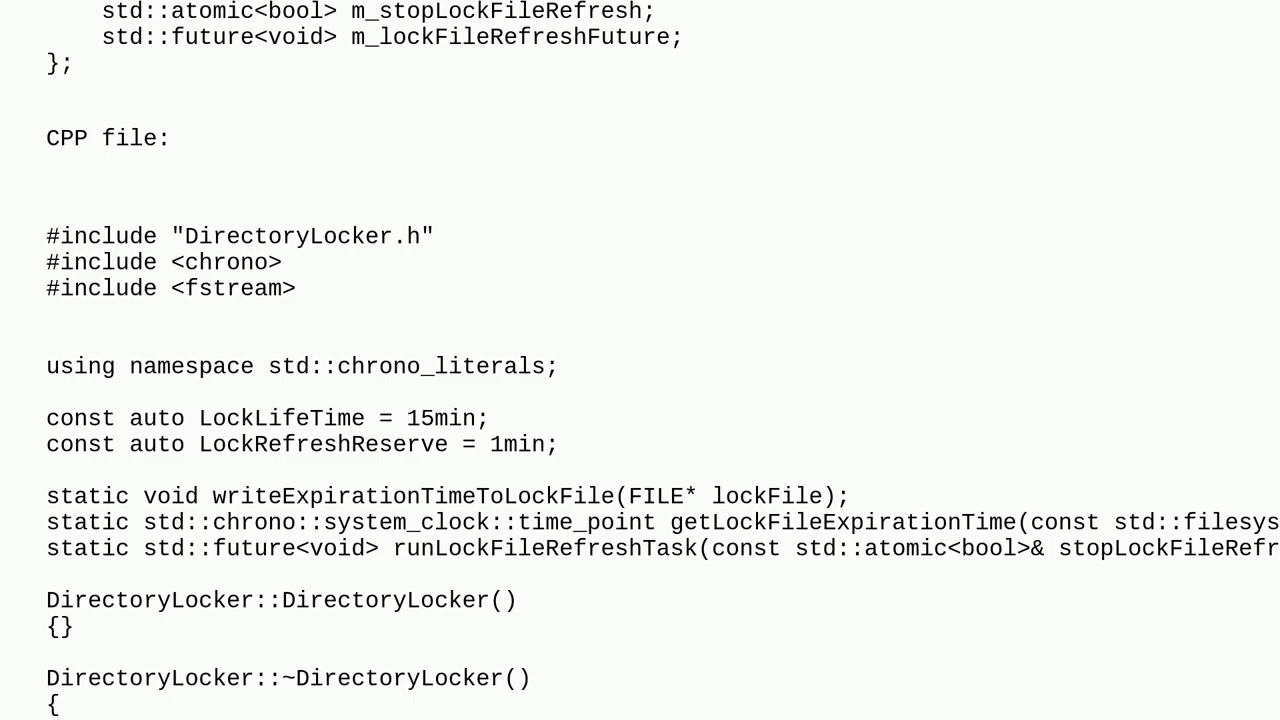 std::atomic<bool> m_stopLockFileRefresh;
std::future<void> m_lockFileRefreshFuture;
};
CPP file:
#include "DirectoryLocker.h"
#include <chrono>
#include <fstream>
using namespace std::chrono_literals;
const auto LockLifeTime = 15min;
const auto LockRefreshReserve = 1min;
static void writeExpirationTimeToLockFile(FILE* lockFile);
static std::chrono::system_clock::time_point getLockFileExpirationTime(const std::filesys
static std::future<void> runLockFileRefreshTask(const std::atomic<bool>& stopLockFileRefr
DirectoryLocker::DirectoryLocker()
{}
DirectoryLocker::~DirectoryLocker()
{